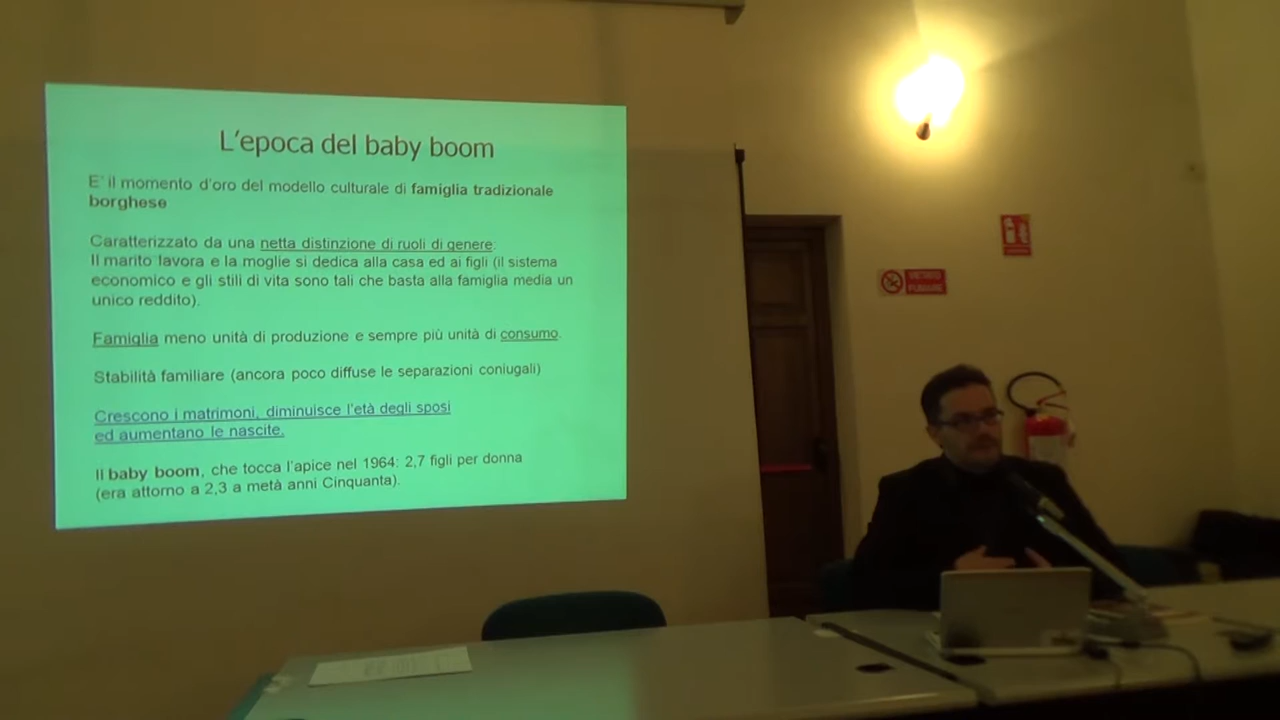 L'epoca del baby boom
E' il momento d'oro del modello culturale di famiglia tradizionale
borghese
Caratterizzato da una netta distinzione di ruoli di genere:
Il marito lavora e la moglie si dedica alla casa ed ai figli (il sistema
economico e gli stili di vita sono tali che basta alla famiglia media un
unico reddito).
Famiglia meno unità di produzione e sempre più unità di consumo.
Stabilità familiare (ancora poco diffuse le separazioni coniugali)
Crescono i matrimoni, diminuisce l'età degli sposi
ed aumentano le nascite.
Il baby boom, che tocca l'apice nel 1964: 2,7 figli per donna
(era attorno a 2,3 a metà anni Cinquanta).
VIETATO
FUMARE